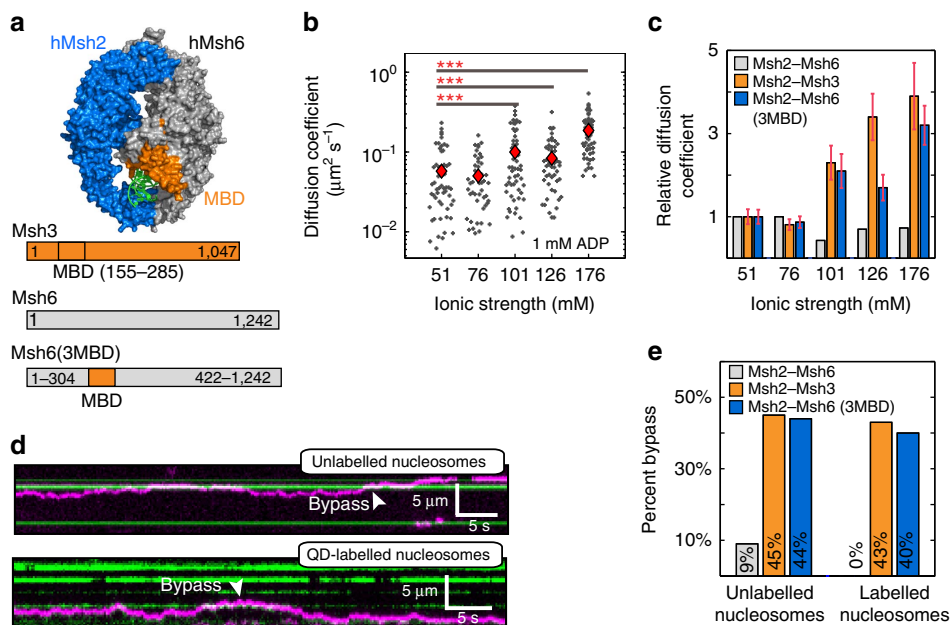 a
hMsh2
hMsh6
MBD
Msh3
1
1,047
MBD (155–285)
Msh6
1
1,242
Msh6(3MBD)
1–304
422–1,242
MBD
b
Diffusion coefficient
(μm² s⁻¹)
10⁰
10⁻¹
10⁻²
***
***
***
1 mM ADP
51
76
101
126
176
Ionic strength (mM)
c
Relative diffusion
coefficient
5
3
1
Msh2–Msh6
Msh2–Msh3
Msh2–Msh6
(3MBD)
51
76
101
126
176
Ionic strength (mM)
d
Unlabelled nucleosomes
Bypass
5 μm
5 s
QD-labelled nucleosomes
Bypass
5 μm
5 s
e
Percent bypass
50%
30%
10%
Msh2–Msh6
Msh2–Msh3
Msh2–Msh6 (3MBD)
9%
45%
44%
0%
43%
40%
Unlabelled
nucleosomes
Labelled
nucleosomes